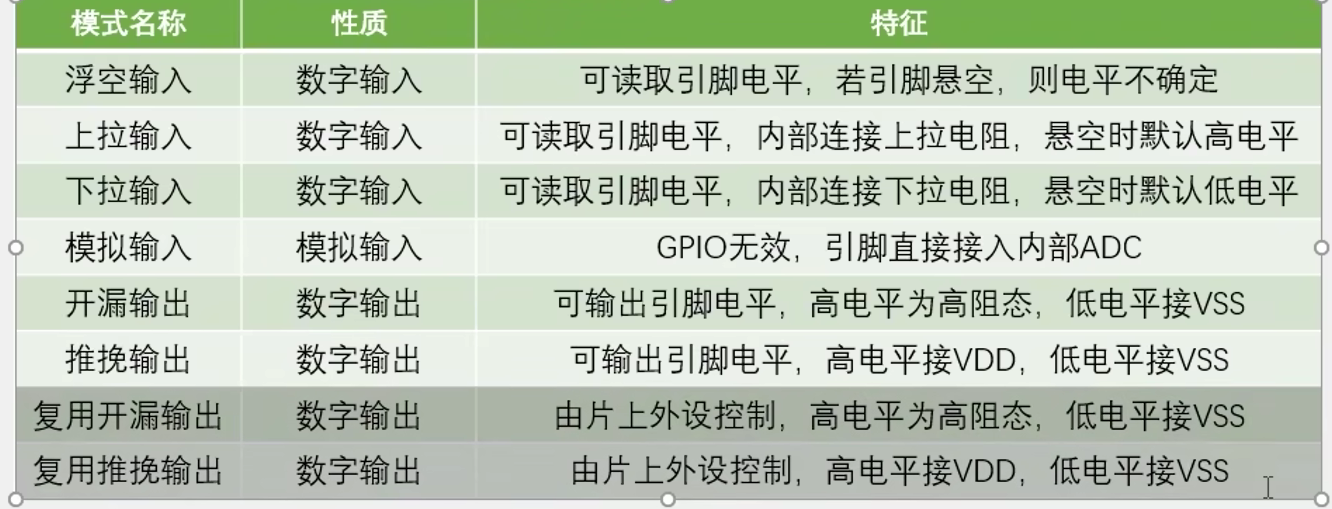 模式名称 性质 特征
浮空输入 数字输入 可读取引脚电平，若引脚悬空，则电平不确定
上拉输入 数字输入 可读取引脚电平，内部连接上拉电阻，悬空时默认高电平
下拉输入 数字输入 可读取引脚电平，内部连接下拉电阻，悬空时默认低电平
模拟输入 模拟输入 GPIO无效，引脚直接接入内部ADC
开漏输出 数字输出 可输出引脚电平，高电平为高阻态，低电平接VSS
推挽输出 数字输出 可输出引脚电平，高电平接VDD，低电平接VSS
复用开漏输出 数字输出 由片上外设控制，高电平为高阻态，低电平接VSS
复用推挽输出 数字输出 由片上外设控制，高电平接VDD，低电平接VSS